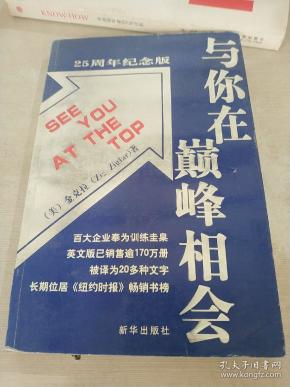 KNOW HOW
25周年纪念版
与你在巅峰相会
SEE
YOU
AT THE
TOP
(美) 金克拉 (Zig Ziglar) 著
百大企业奉为训练圭臬
英文版已销售逾170万册
被译为20多种文字
长期位居《纽约时报》畅销书榜
新华出版社